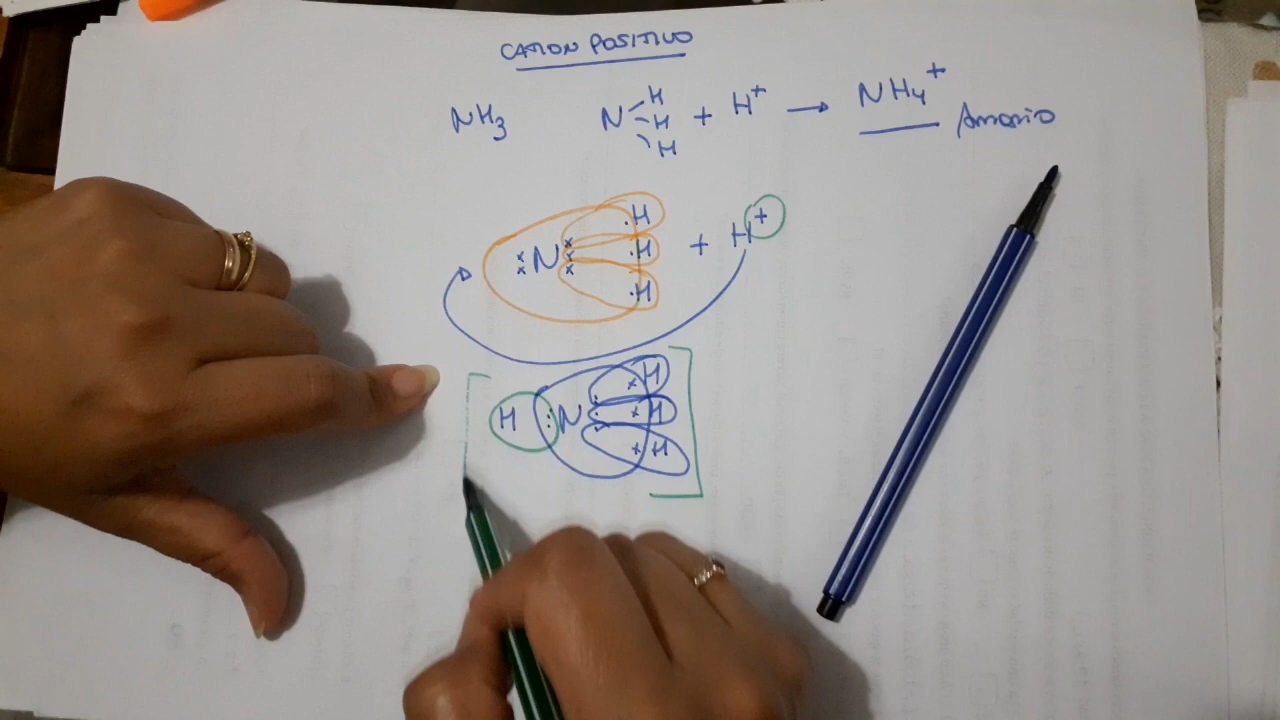 CATION POSITIVO
NH₃ N H H H + H⁺ → NH₄⁺ Amonio
×× N ××× ·H ·H ·H + H⁺
[H : N ··· ×H ×H ×H]